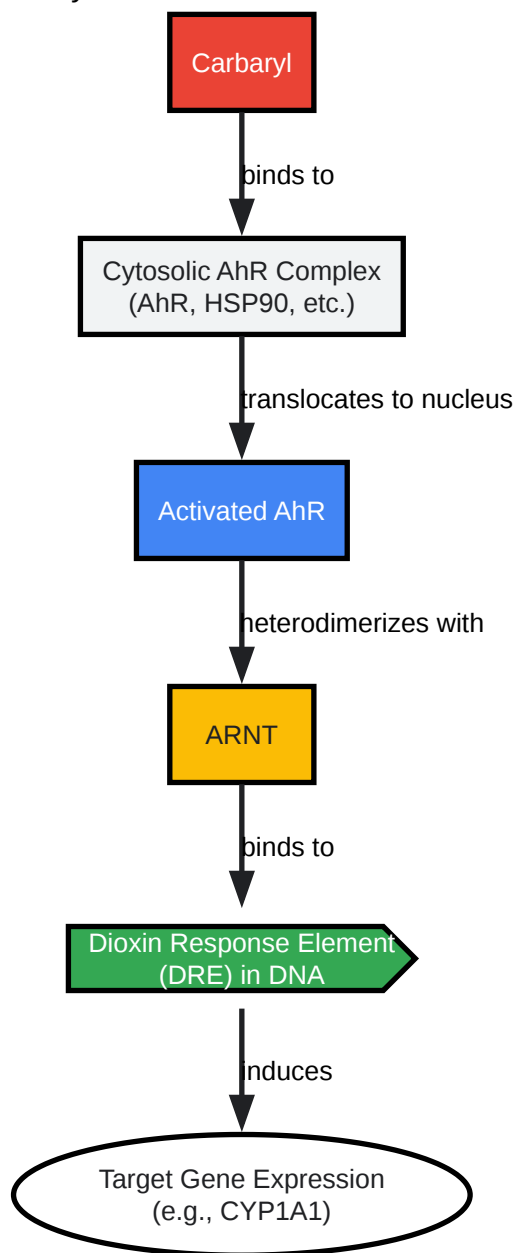 Carbaryl
binds to
Cytosolic AhR Complex
(AhR, HSP90, etc.)
translocates to nucleus
Activated AhR
heterodimerizes with
ARNT
binds to
Dioxin Response Element
(DRE) in DNA
induces
Target Gene Expression
(e.g., CYP1A1)